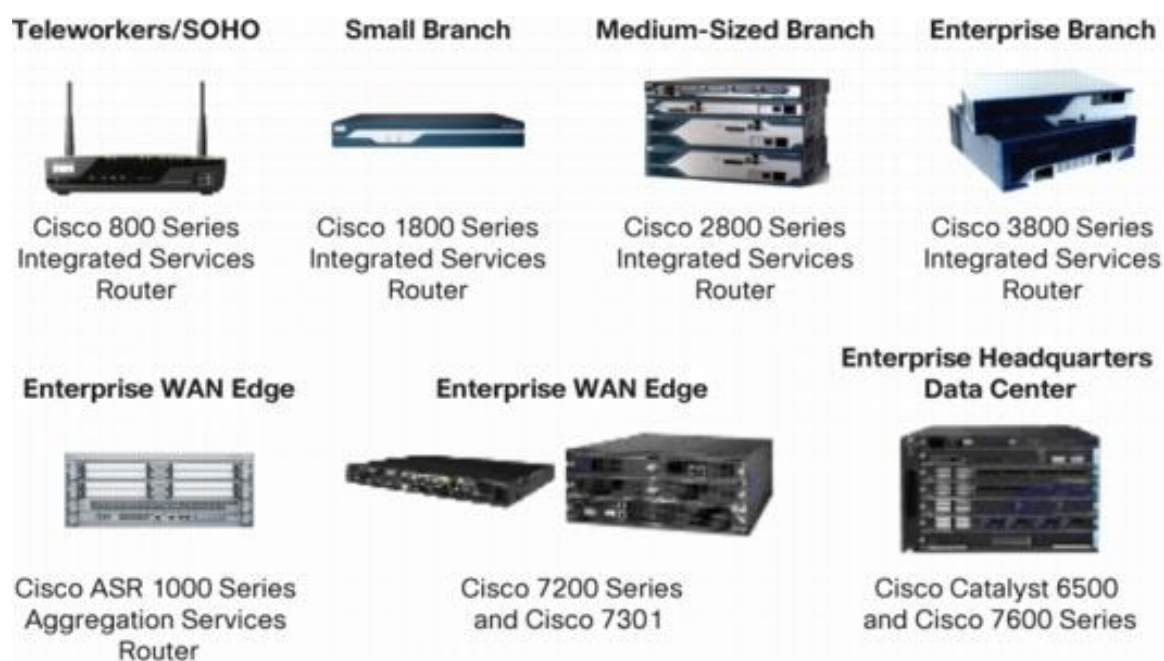 Teleworkers/SOHO
Small Branch
Medium-Sized Branch
Enterprise Branch
Cisco 800 Series
Integrated Services
Router
Cisco 1800 Series
Integrated Services
Router
Cisco 2800 Series
Integrated Services
Router
Cisco 3800 Series
Integrated Services
Router
Enterprise WAN Edge
Enterprise WAN Edge
Enterprise Headquarters
Data Center
Cisco ASR 1000 Series
Aggregation Services
Router
Cisco 7200 Series
and Cisco 7301
Cisco Catalyst 6500
and Cisco 7600 Series